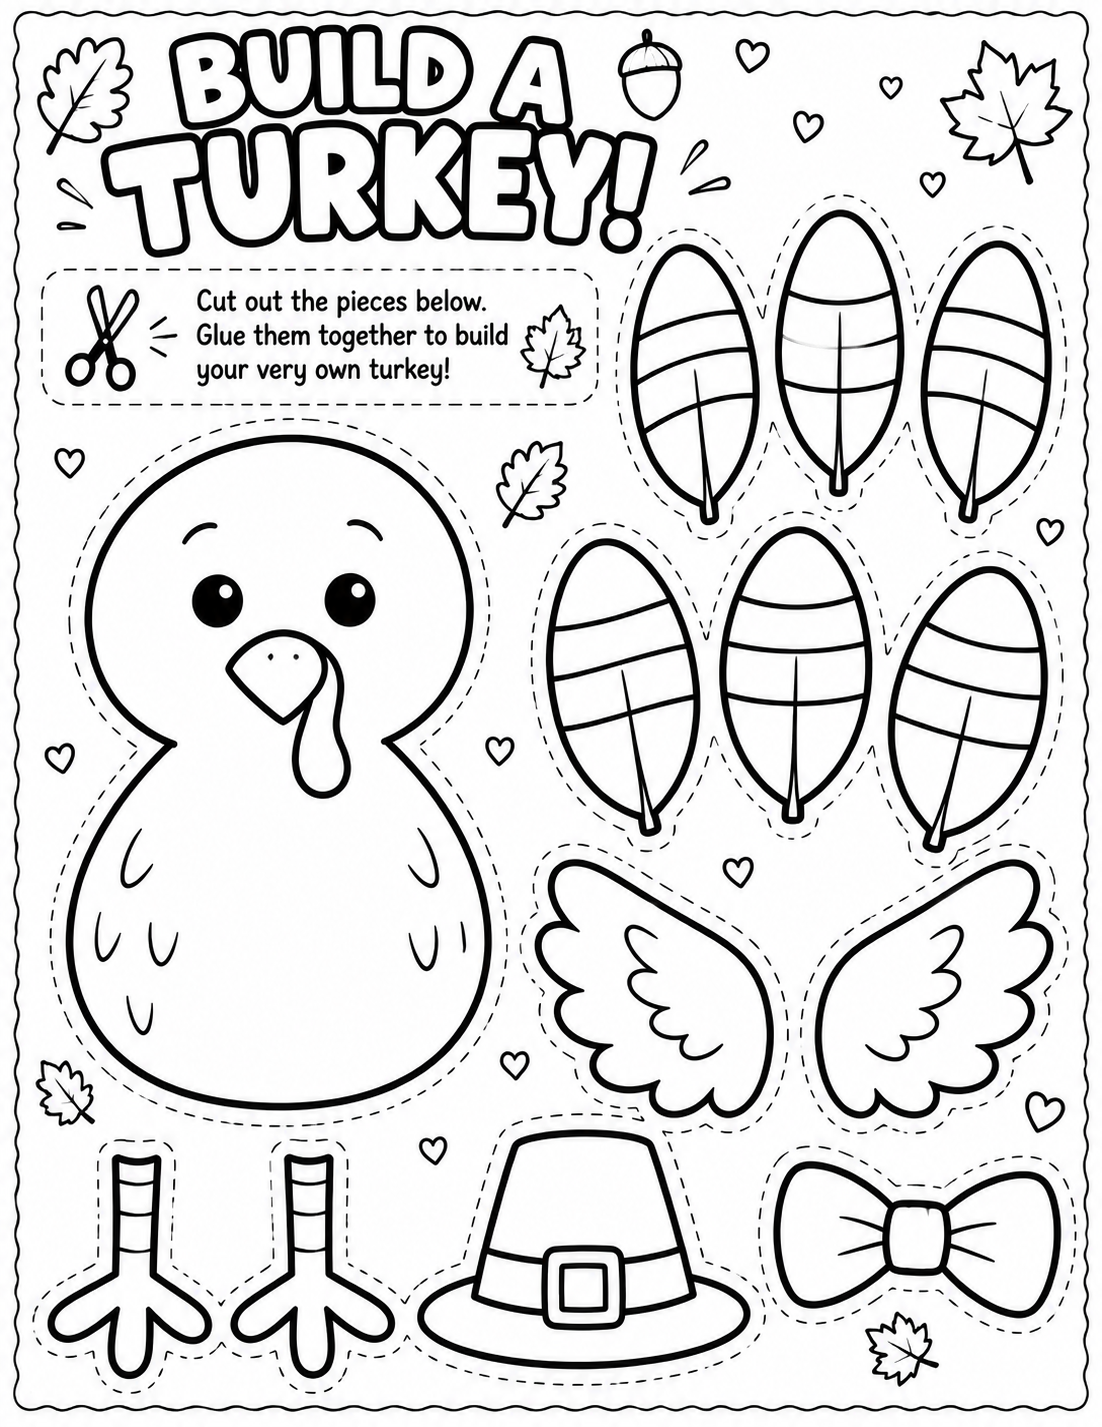 BUILD A
TURKEY!
Cut out the pieces below.
Glue them together to build
your very own turkey!